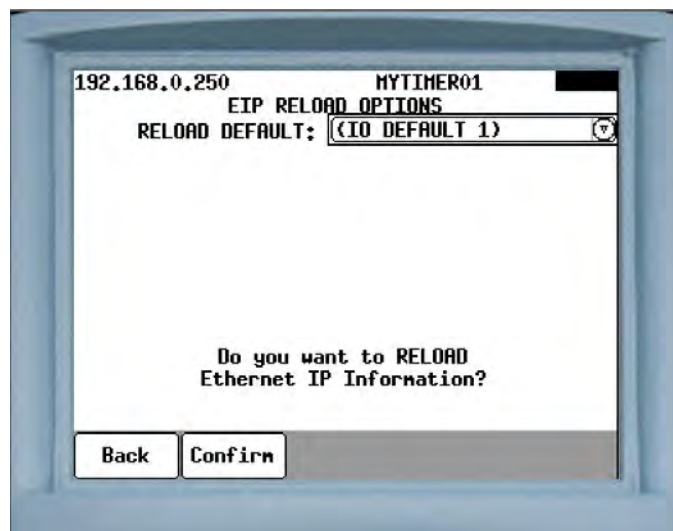 192.168.0.250 MYTIMER01
EIP RELOAD OPTIONS
RELOAD DEFAULT: (IO DEFAULT 1)
Do you want to RELOAD
Ethernet IP Information?
Back Confirm